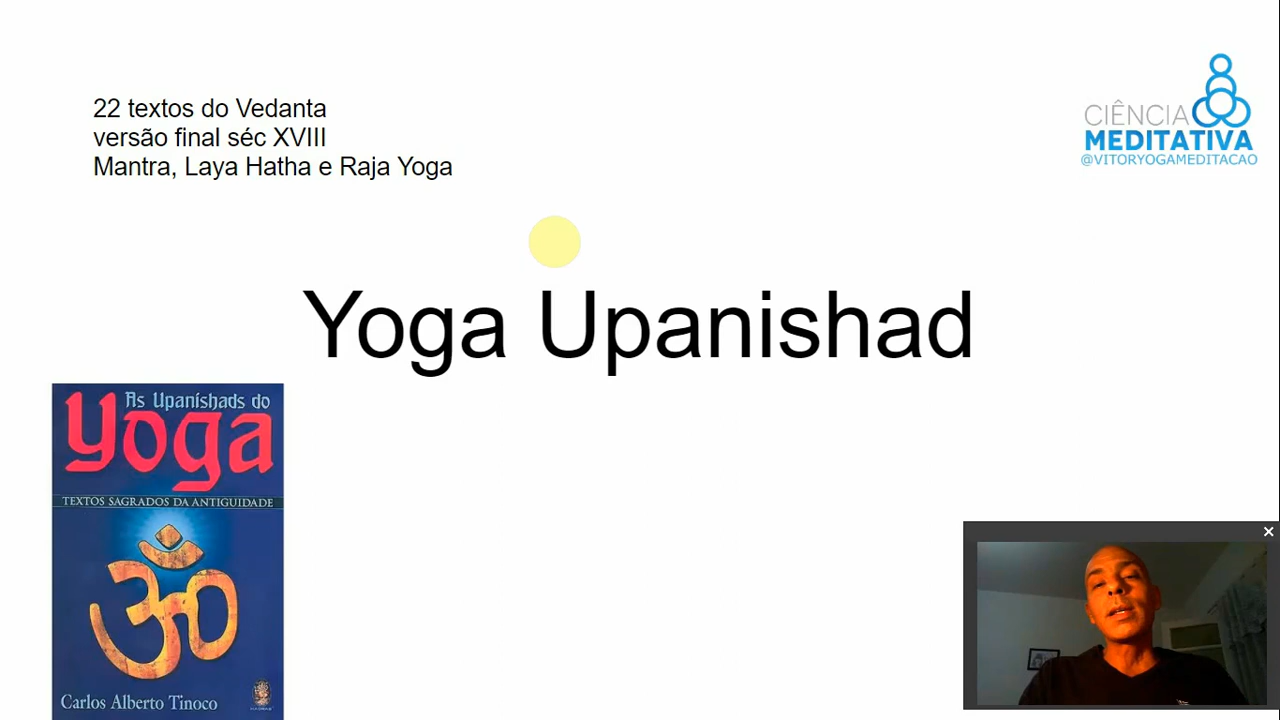 22 textos do Vedanta
versão final séc XVIII
Mantra, Laya Hatha e Raja Yoga
CIÊNCIA
MEDITATIVA
@VITORYOGAMEDITACAO
Yoga Upanishad
As Upanishads do
Yoga
TEXTOS SAGRADOS DA ANTIGUIDADE
ॐ
Carlos Alberto Tinoco
MADRAS